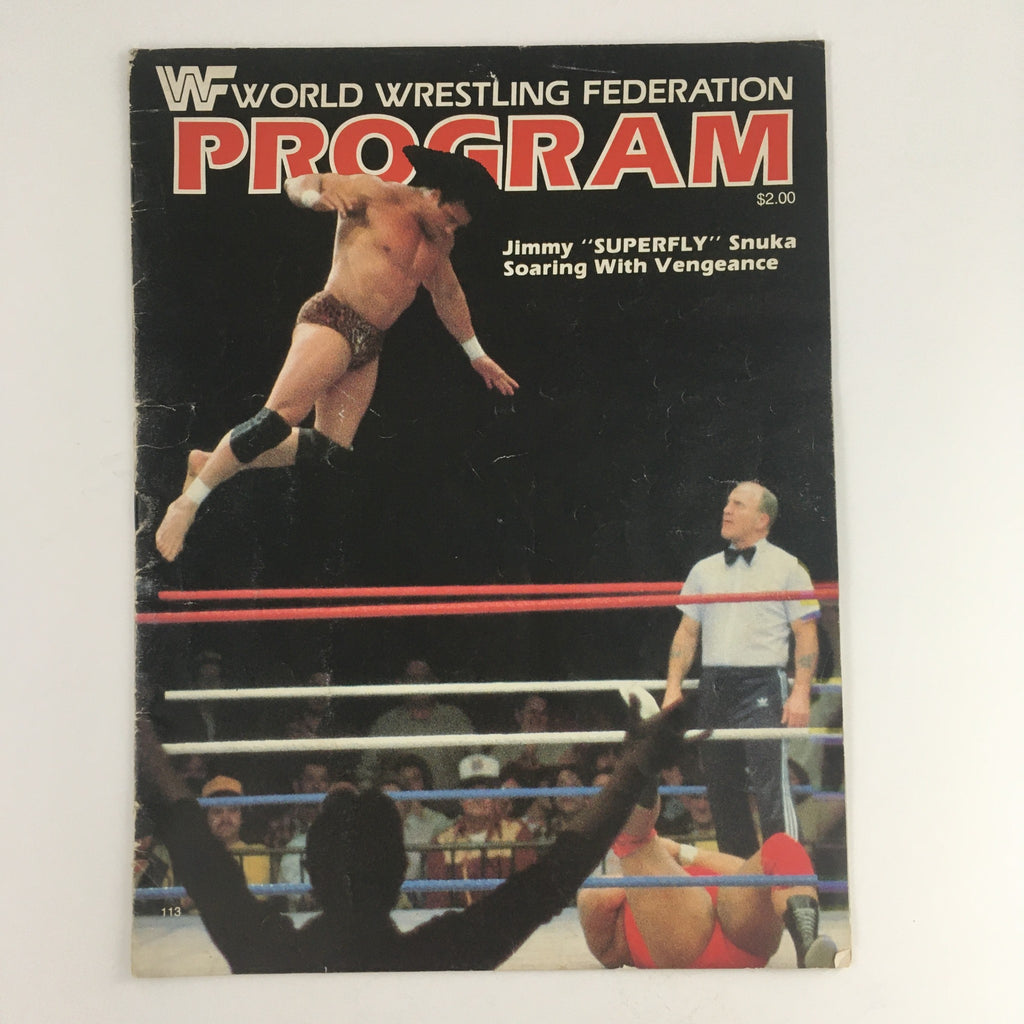 WF WORLD WRESTLING FEDERATION
PROGRAM
$2.00
Jimmy "SUPERFLY" Snuka
Soaring With Vengeance
113